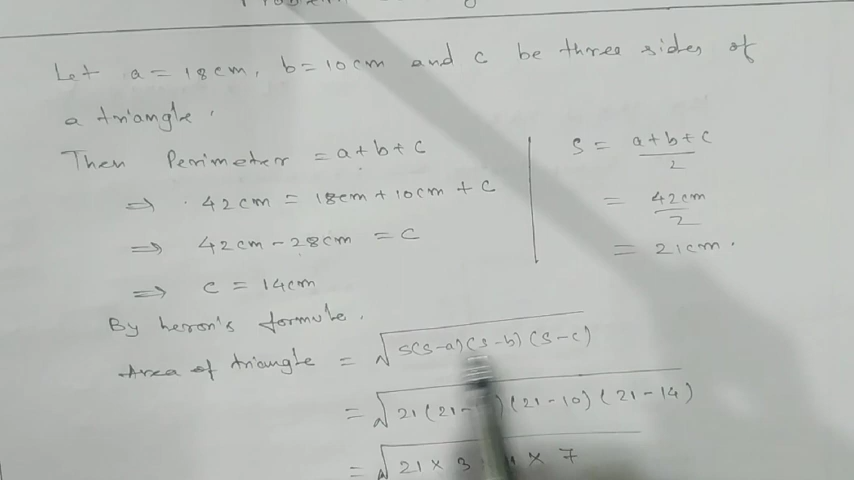 Let a = 18cm, b = 10cm and c be three sides of
a triangle.
Then Perimeter = a+b+c
⇒ 42cm = 18cm + 10cm + c
⇒ 42cm - 28cm = c
⇒ c = 14cm
S = a+b+c / 2
= 42cm / 2
= 21cm.
By heron's formule.
Area of triangle = √s(s-a)(s-b)(s-c)
= √21(21- )(21-10)(21-14)
= √21 × 3 × 7